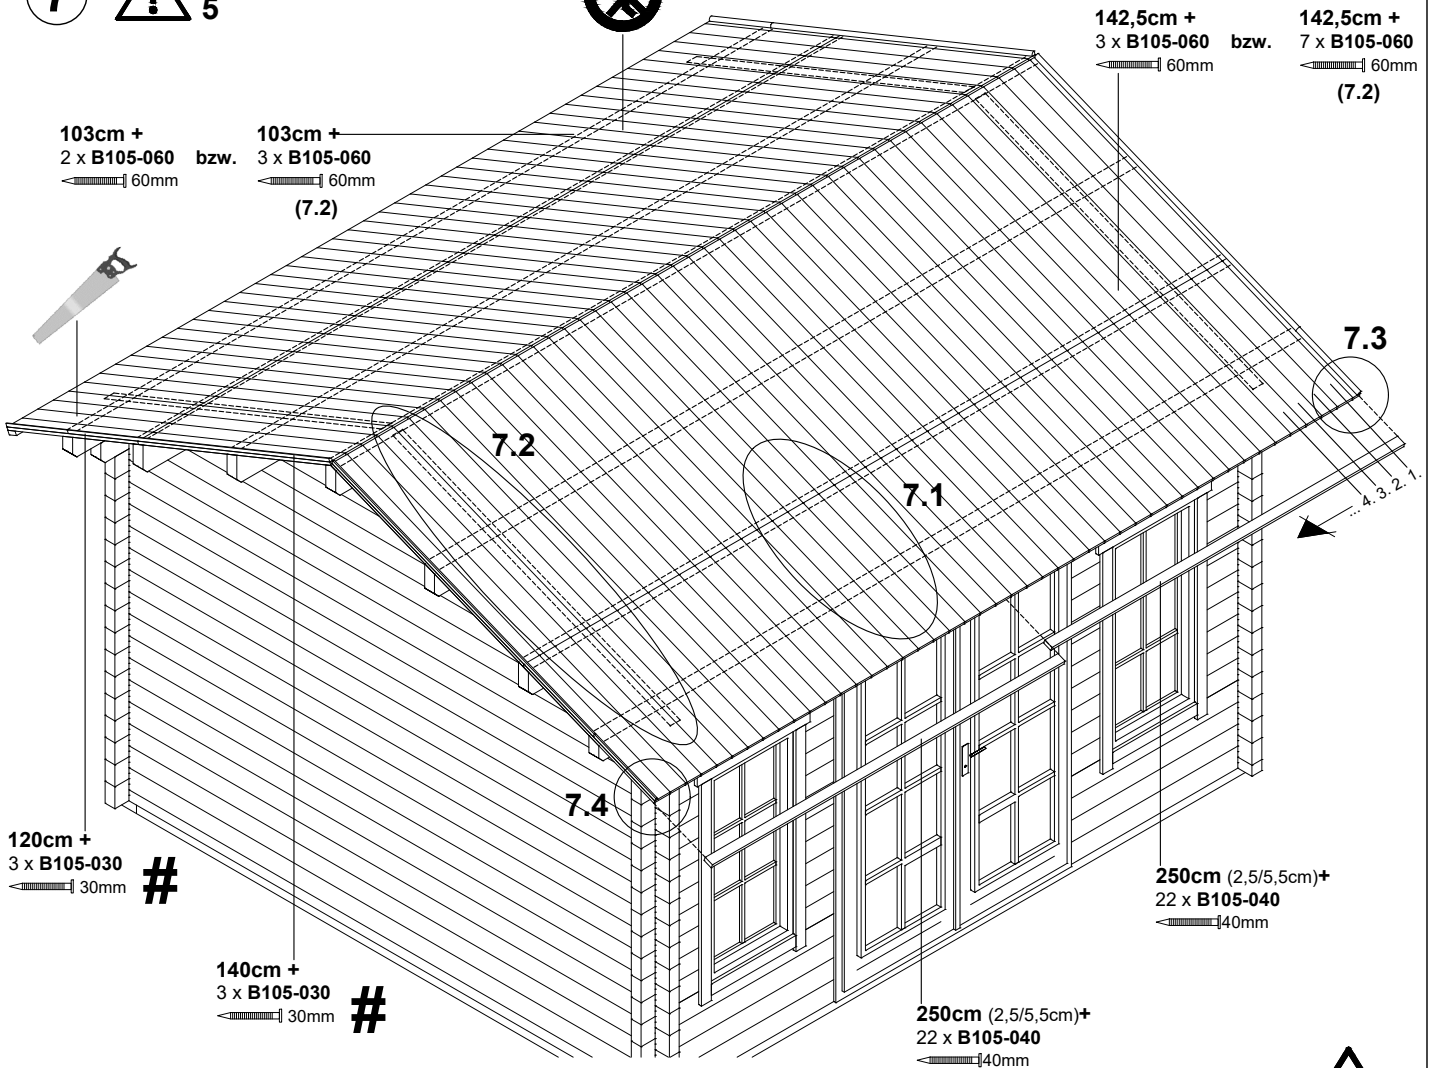 7
!
5
142,5cm +
3 x B105-060 bzw.
60mm
142,5cm +
7 x B105-060
60mm
(7.2)
103cm +
2 x B105-060 bzw.
60mm
103cm +
3 x B105-060
60mm
(7.2)
7.3
7.2
7.1
... 4. 3. 2. 1.
7.4
120cm +
3 x B105-030
30mm
#
250cm (2,5/5,5cm)+
22 x B105-040
40mm
140cm +
3 x B105-030
30mm
#
250cm (2,5/5,5cm)+
22 x B105-040
40mm